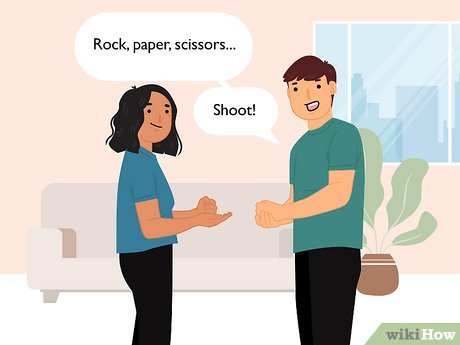 Rock, paper, scissors...
Shoot!
wikiHow